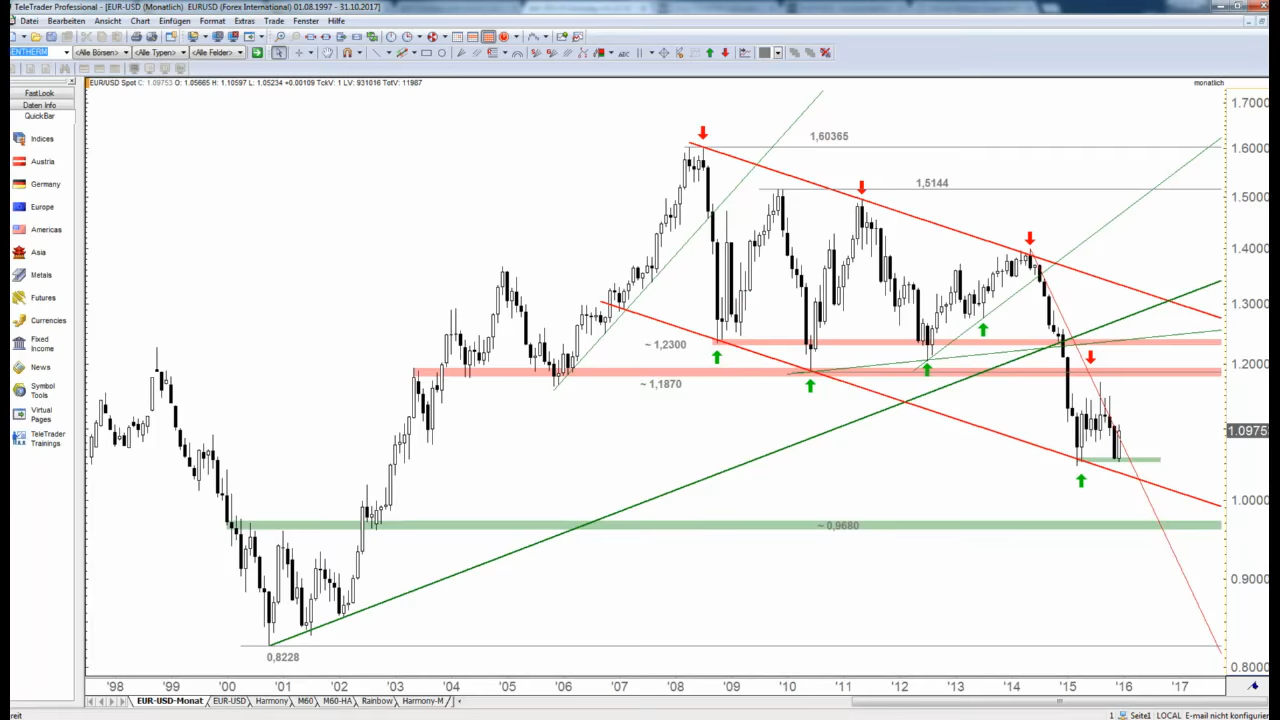 TeleTrader Professional - [EUR-USD (Monatlich)  EURUSD (Forex International) 01.08.1997 - 31.10.2017]
Datei Bearbeiten Ansicht Chart Einfügen Format Extras Trade Fenster Hilfe
ENTHERM <Alle Börsen> <Alle Typen> <Alle Felder>
ABC
EUR/USD Spot C: 1.09753 O: 1.05665 H: 1.10597 L: 1.05234 +0.00109 TckV: 1 LV: 931016 TotV: 11987
monatlich
FastLook
Daten Info
QuickBar
Indices
Austria
Germany
Europe
Americas
Asia
Metals
Futures
Currencies
Fixed
Income
News
Symbol
Tools
Virtual
Pages
TeleTrader
Trainings
1,60365
1,5144
~ 1,2300
~ 1,1870
~ 0,9680
0,8228
1.7000
1.6000
1.5000
1.4000
1.3000
1.2000
1.0975
1.0000
0.9000
0.8000
'98 '99 '00 '01 '02 '03 '04 '05 '06 '07 '08 '09 '10 '11 '12 '13 '14 '15 '16 '17
EUR-USD-Monat EUR-USD Harmony M60 M60-HA Rainbow Harmony-M
reit
1 Seite1 LOCAL E-mail nicht konfigurier